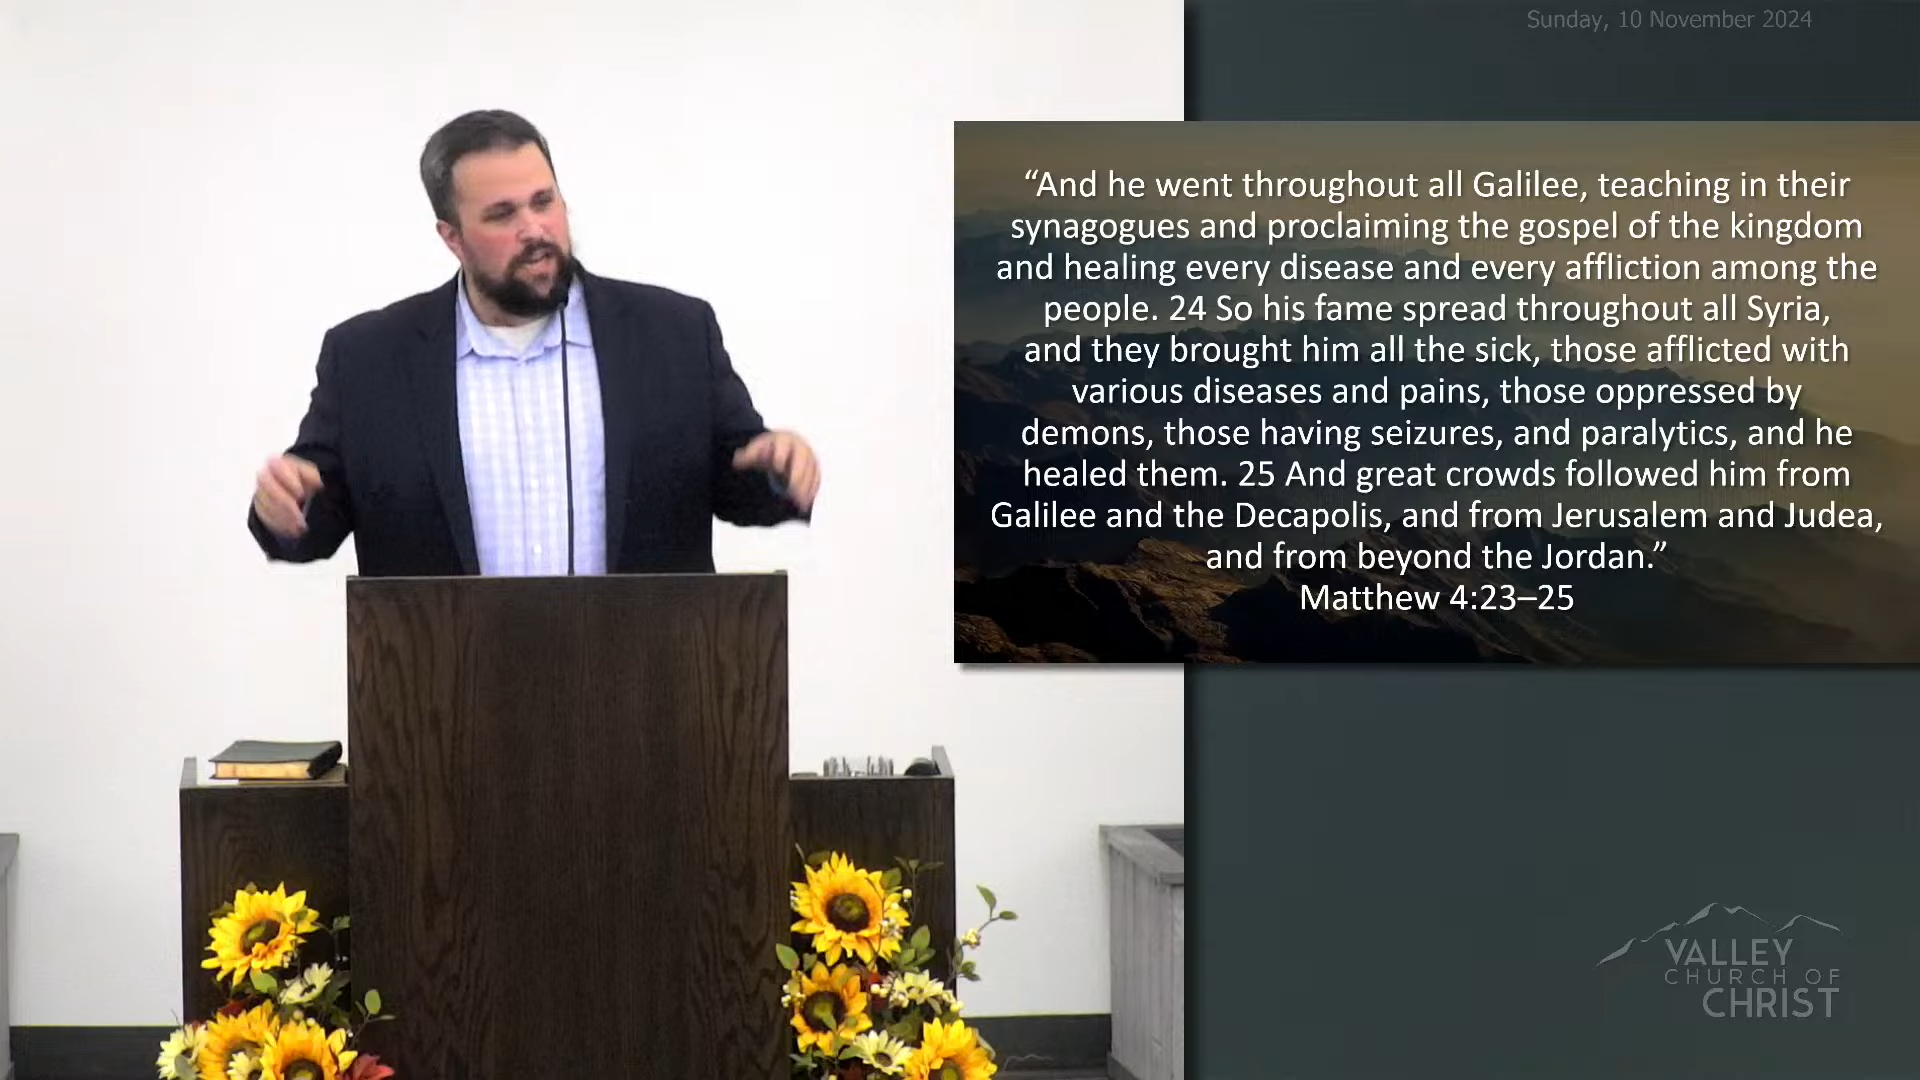 Sunday, 10 November 2024
“And he went throughout all Galilee, teaching in their
synagogues and proclaiming the gospel of the kingdom
and healing every disease and every affliction among the
people. 24 So his fame spread throughout all Syria,
and they brought him all the sick, those afflicted with
various diseases and pains, those oppressed by
demons, those having seizures, and paralytics, and he
healed them. 25 And great crowds followed him from
Galilee and the Decapolis, and from Jerusalem and Judea,
and from beyond the Jordan.”
Matthew 4:23–25
VALLEY
CHURCH OF
CHRIST